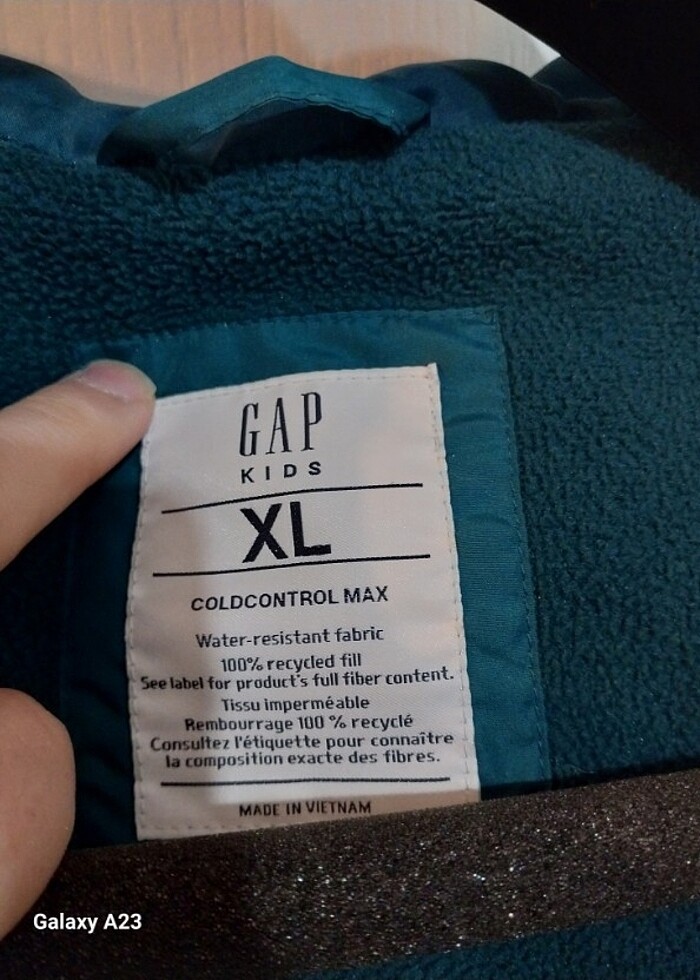 GAP
KIDS
XL
COLDCONTROL MAX
Water-resistant fabric
100% recycled fill
See label for product's full fiber content.
Tissu imperméable
Rembourrage 100 % recyclé
Consultez l'étiquette pour connaître
la composition exacte des fibres.
MADE IN VIETNAM
Galaxy A23